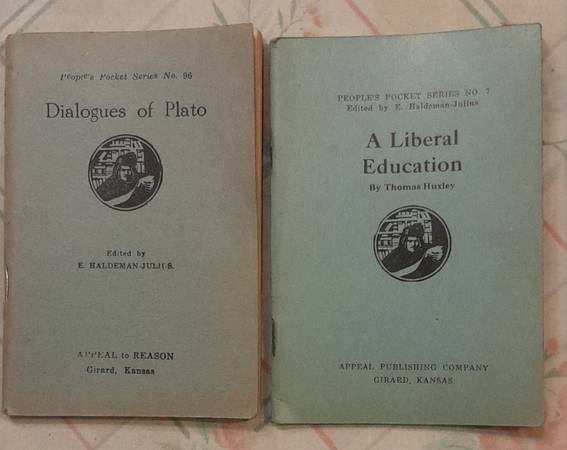 People's Pocket Series No. 96
Dialogues of Plato
Edited by
E. HALDEMAN-JULIUS.
APPEAL to REASON
Girard, Kansas
PEOPLE'S POCKET SERIES NO. 7
Edited by E. Haldeman-Julius
A Liberal
Education
By Thomas Huxley
APPEAL PUBLISHING COMPANY
GIRARD, KANSAS